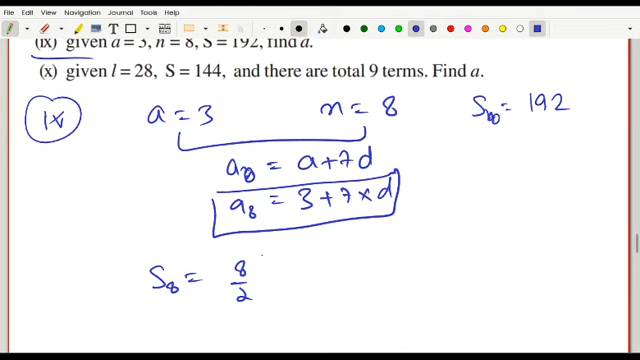 File Edit View Navigation Journal Tools Help
(ix) given a = 3, n = 8, S = 192, find a.
(x) given l = 28, S = 144, and there are total 9 terms. Find a.
ix a = 3 n = 8 S = 192
a8 = a + 7d
a8 = 3 + 7 × d
S8 = 8/2